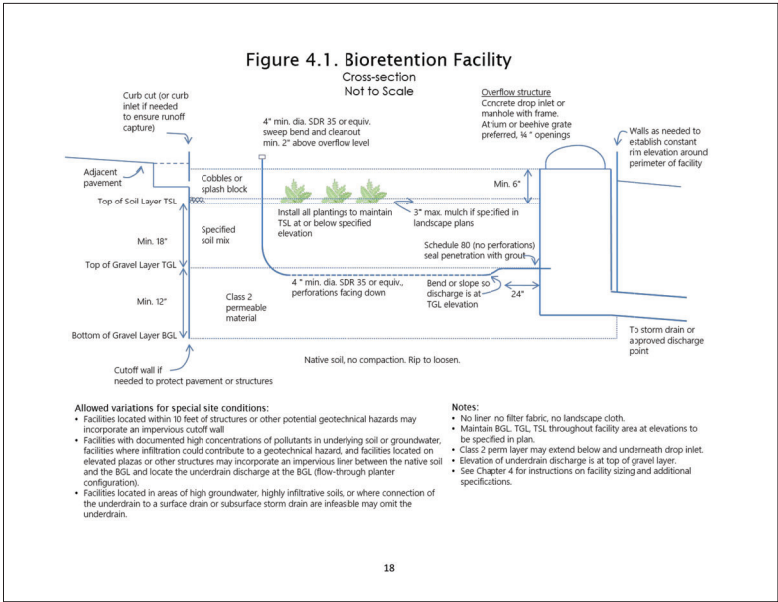 Figure 4.1. Bioretention Facility
Cross-section
Not to Scale
Curb cut (or curb
inlet if needed
to ensure runoff
capture)
4" min. dia. SDR 35 or equiv.
sweep bend and cleanout
min. 2" above overflow level
Overflow structure
Concrete drop inlet or
manhole with frame.
Atrium or beehive grate
preferred, ¼ " openings
Walls as needed to
establish constant
rim elevation around
perimeter of facility
Adjacent
pavement
Cobbles or
splash block
Min. 6"
Top of Soil Layer TSL
Install all plantings to maintain
TSL at or below specified
elevation
3" max. mulch if specified in
landscape plans
Specified
soil mix
Min. 18"
Schedule 80 (no perforations)
seal penetration with grout
Top of Gravel Layer TGL
4 " min. dia. SDR 35 or equiv.,
perforations facing down
Bend or slope so
discharge is at
TGL elevation
24"
Min. 12"
Class 2
permeable
material
Bottom of Gravel Layer BGL
To storm drain or
approved discharge
point
Native soil, no compaction. Rip to loosen.
Cutoff wall if
needed to protect pavement or structures
Allowed variations for special site conditions:
• Facilities located within 10 feet of structures or other potential geotechnical hazards may
incorporate an impervious cutoff wall
• Facilities with documented high concentrations of pollutants in underlying soil or groundwater,
facilities where infiltration could contribute to a geotechnical hazard, and facilities located on
elevated plazas or other structures may incorporate an impervious liner between the native soil
and the BGL and locate the underdrain discharge at the BGL (flow-through planter
configuration).
• Facilities located in areas of high groundwater, highly infiltrative soils, or where connection of
the underdrain to a surface drain or subsurface storm drain are infeasible may omit the
underdrain.
Notes:
• No liner no filter fabric, no landscape cloth.
• Maintain BGL. TGL, TSL throughout facility area at elevations to
be specified in plan.
• Class 2 perm layer may extend below and underneath drop inlet.
• Elevation of underdrain discharge is at top of gravel layer.
• See Chapter 4 for instructions on facility sizing and additional
specifications.
18